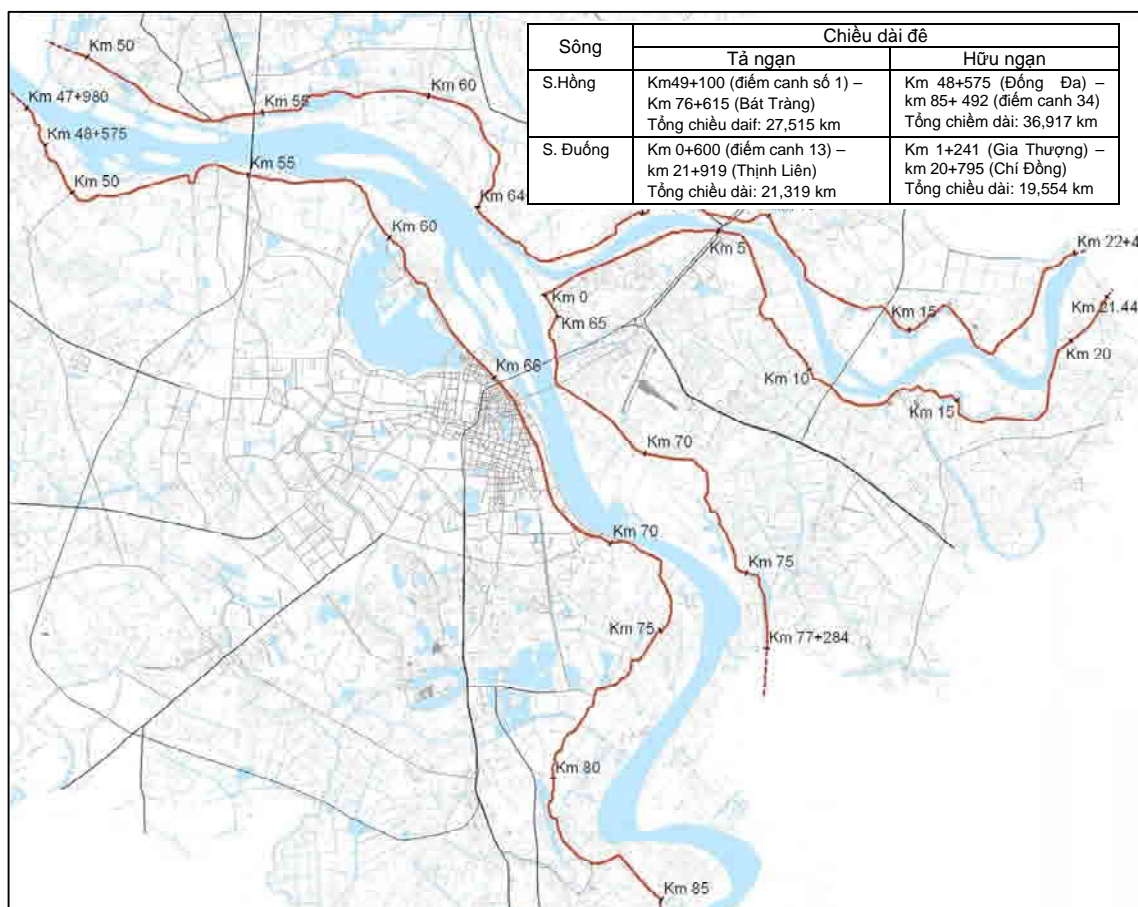 Sông
Chiều dài đê
Tả ngạn
Hữu ngạn
S.Hồng
Km49+100 (điếm canh số 1) –
Km 76+615 (Bát Tràng)
Tổng chiều daif: 27,515 km
Km 48+575 (Đống Đa) –
km 85+ 492 (điếm canh 34)
Tổng chiềm dài: 36,917 km
S. Đuống
Km 0+600 (điếm canh 13) –
km 21+919 (Thịnh Liên)
Tổng chiều dài: 21,319 km
Km 1+241 (Gia Thượng) –
km 20+795 (Chí Đồng)
Tổng chiều dài: 19,554 km
Km 50
Km 47+980
Km 55
Km 60
Km 48+575
Km 50
Km 55
Km 64
Km 60
Km 5
Km 22+4
Km 0
Km 21.44
Km 65
Km 15
Km 20
Km 66
Km 10
Km 15
Km 70
Km 70
Km 75
Km 75
Km 77+284
Km 80
Km 85